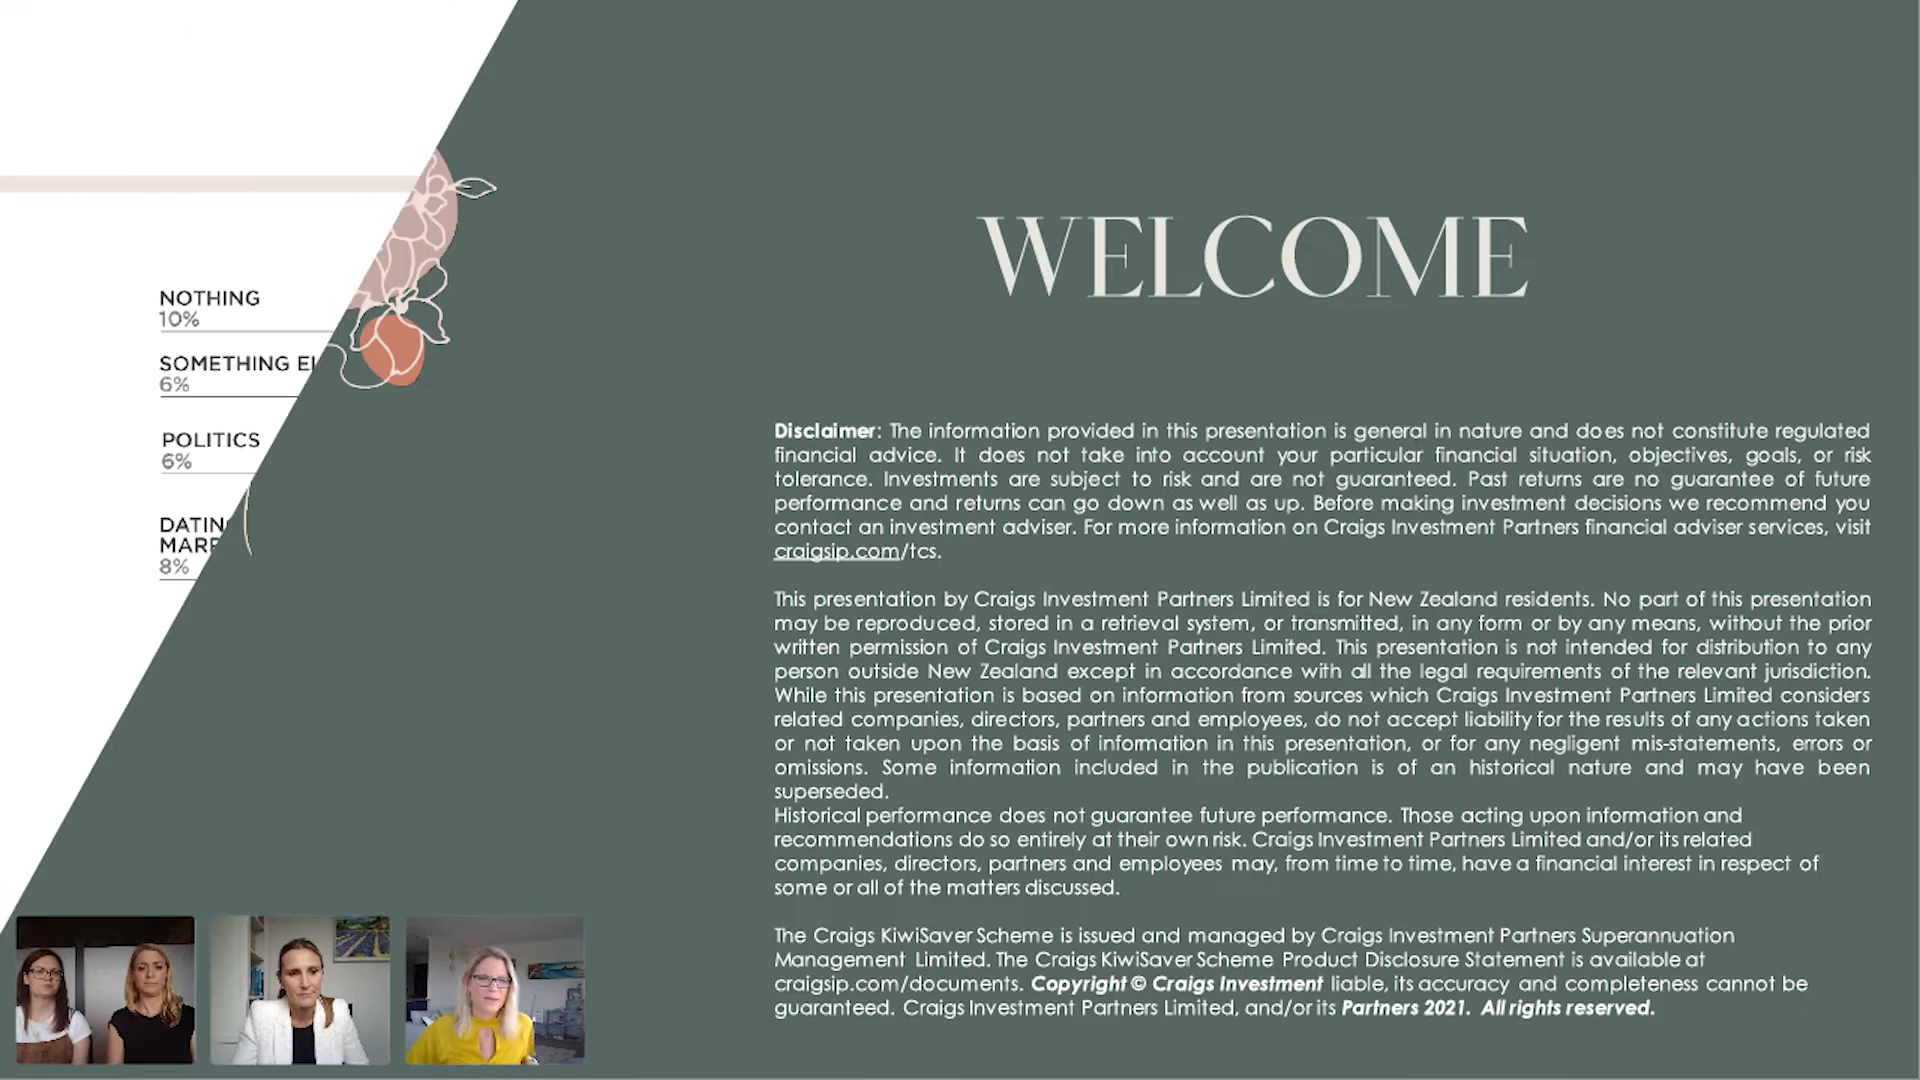 WELCOME
NOTHING
10%
SOMETHING
6%
POLITICS
6%
8%
Disclaimer: The information provided in this presentation is general in nature and does not constitute regulated
financial advice. It does not take into account your particular financial situation, objectives, goals, or risk
tolerance. Investments are subject to risk and are not guaranteed. Past returns are no guarantee of future
performance and returns can go down as well as up. Before making investment decisions we recommend you
contact an investment adviser. For more information on Craigs Investment Partners financial adviser services, visit
craigsip.com/tcs.
This presentation by Craigs Investment Partners Limited is for New Zealand residents. No part of this presentation
may be reproduced, stored in a retrieval system, or transmitted, in any form or by any means, without the prior
written permission of Craigs Investment Partners Limited. This presentation is not intended for distribution to any
person outside New Zealand except in accordance with all the legal requirements of the relevant jurisdiction.
While this presentation is based on information from sources which Craigs Investment Partners Limited considers
related companies, directors, partners and employees, do not accept liability for the results of any actions taken
or not taken upon the basis of information in this presentation, or for any negligent mis-statements, errors or
omissions. Some information included in the publication is of an historical nature and may have been
superseded.
Historical performance does not guarantee future performance. Those acting upon information and
recommendations do so entirely at their own risk. Craigs Investment Partners Limited and/or its related
companies, directors, partners and employees may, from time to time, have a financial interest in respect of
some or all of the matters discussed.
The Craigs KiwiSaver Scheme is issued and managed by Craigs Investment Partners Superannuation
Management Limited. The Craigs KiwiSaver Scheme Product Disclosure Statement is available at
craigsip.com/documents. Copyright © Craigs Investment liable, its accuracy and completeness cannot be
guaranteed. Craigs Investment Partners Limited, and/or its Partners 2021. All rights reserved.